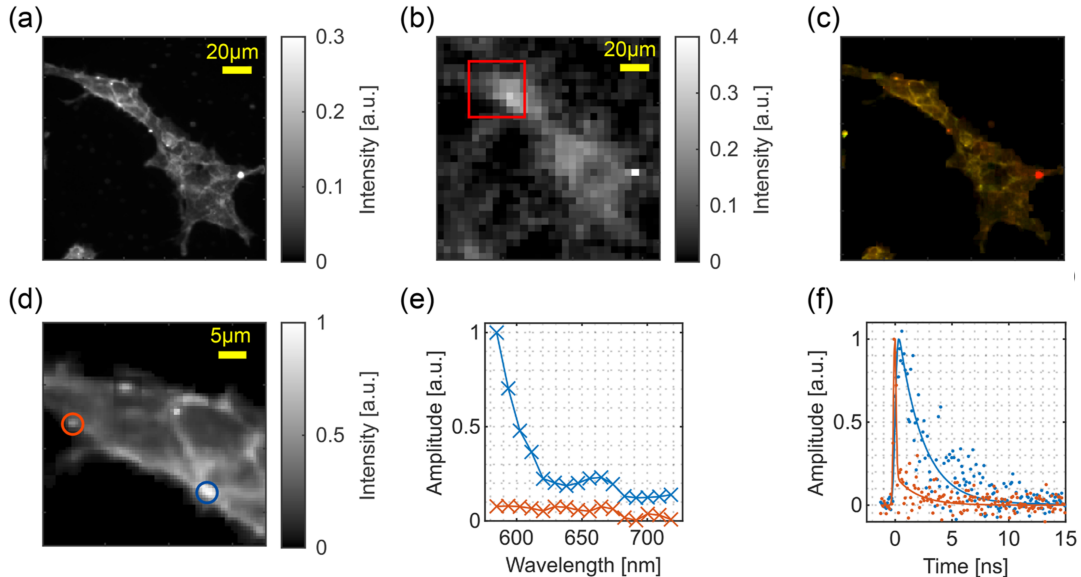 (a)
20μm
0.3
0.2
0.1
0
Intensity [a.u.]
(b)
20μm
0.4
0.3
0.2
0.1
0
Intensity [a.u.]
(c)
(d)
5μm
1
0.5
0
Intensity [a.u.]
(e)
1
0.5
0
Amplitude [a.u.]
600
650
700
Wavelength [nm]
(f)
1
0.5
0
Amplitude [a.u.]
0
5
10
15
Time [ns]